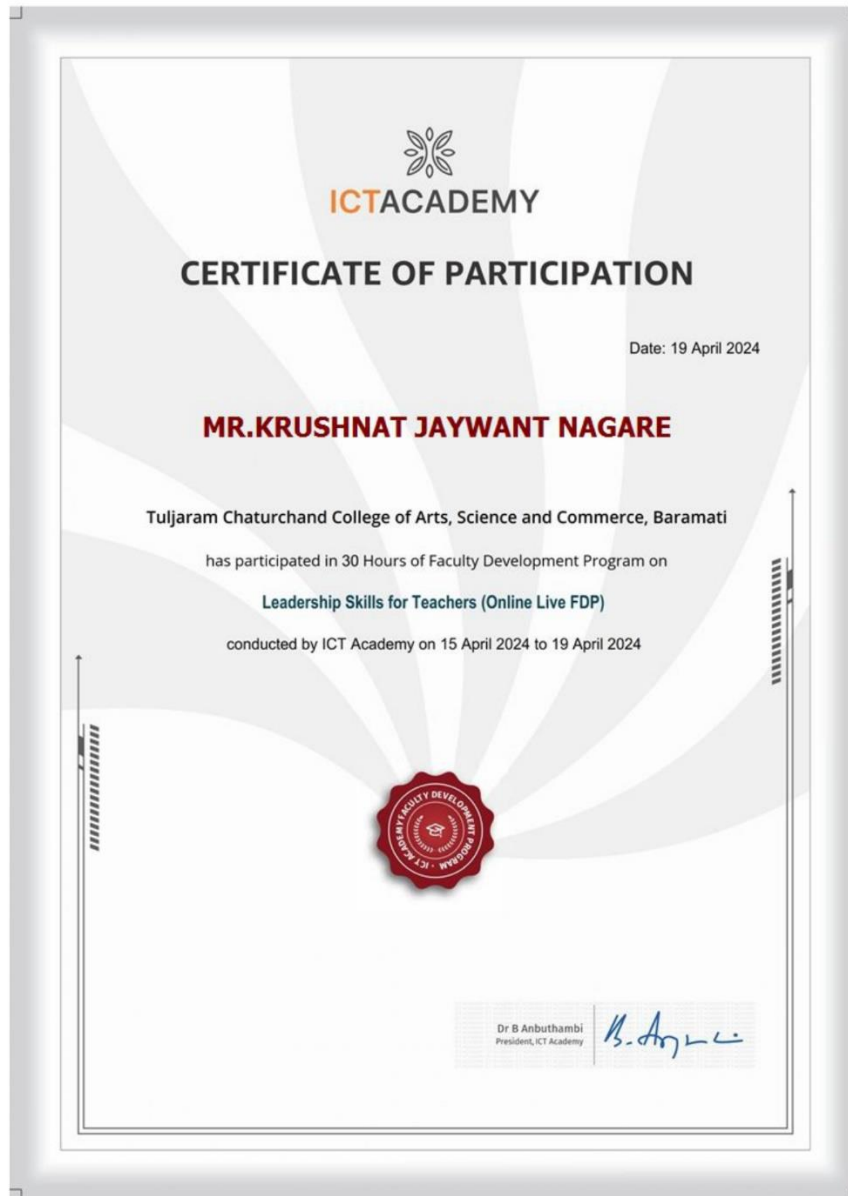 ICTACADEMY
CERTIFICATE OF PARTICIPATION
Date: 19 April 2024
MR.KRUSHNAT JAYWANT NAGARE
Tuljaram Chaturchand College of Arts, Science and Commerce, Baramati
has participated in 30 Hours of Faculty Development Program on
Leadership Skills for Teachers (Online Live FDP)
conducted by ICT Academy on 15 April 2024 to 19 April 2024
ICT ACADEMY FACULTY DEVELOPMENT PROGRAM
Dr B Anbuthambi
President, ICT Academy